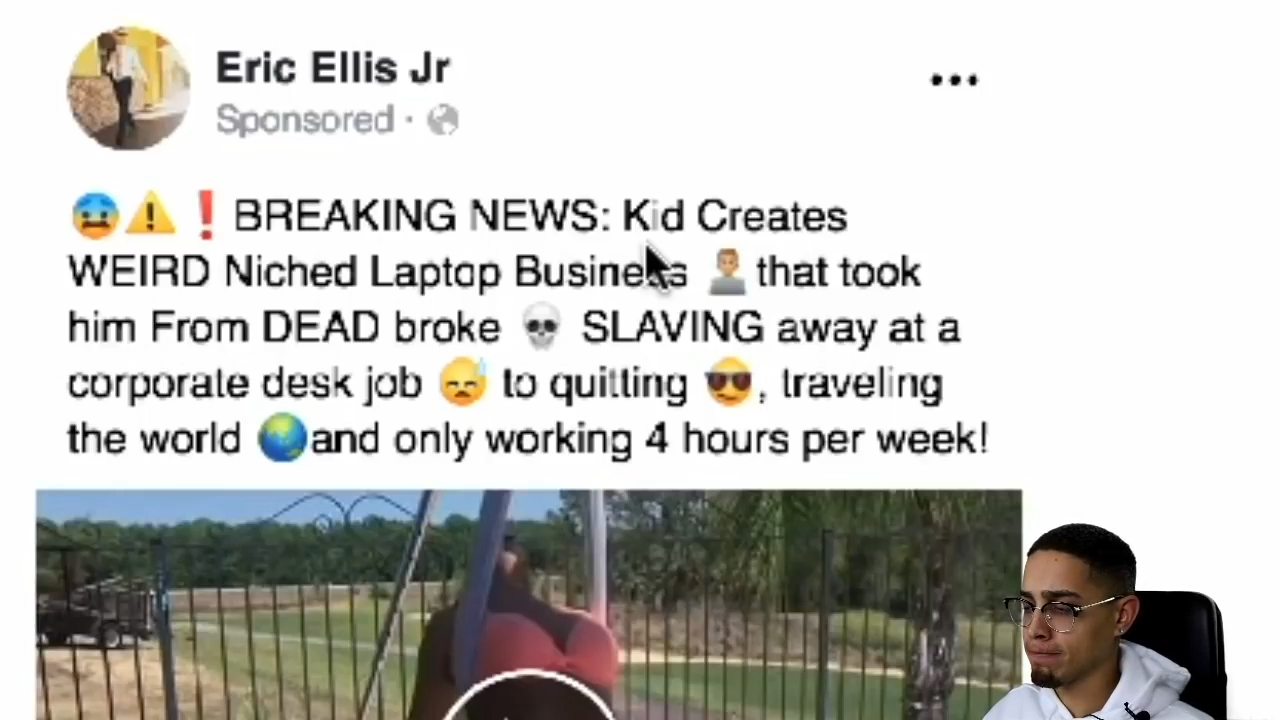 Eric Ellis Jr
Sponsored ·
😰⚠️❗BREAKING NEWS: Kid Creates
WEIRD Niched Laptop Business 👨🏼‍💻 that took
him From DEAD broke 💀 SLAVING away at a
corporate desk job 😓 to quitting 😎, traveling
the world 🌏and only working 4 hours per week!